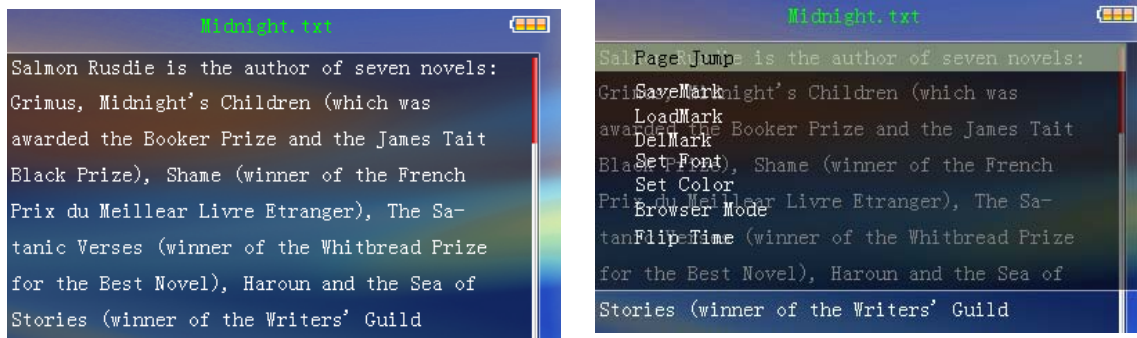 Midnight.txt
Salmon Rusdie is the author of seven novels:
Grimus, Midnight's Children (which was
awarded the Booker Prize and the James Tait
Black Prize), Shame (winner of the French
Prix du Meillear Livre Etranger), The Sa-
tanic Verses (winner of the Whitbread Prize
for the Best Novel), Haroun and the Sea of
Stories (winner of the Writers' Guild
Midnight.txt
Page Jump
SaveMark
LoadMark
DelMark
Set Font
Set Color
Browser Mode
Flip Time
is the author of seven novels:
Children (which was
Booker Prize and the James Tait
Shame (winner of the French
Livre Etranger), The Sa-
(winner of the Whitbread Prize
for the Best Novel), Haroun and the Sea of
Stories (winner of the Writers' Guild